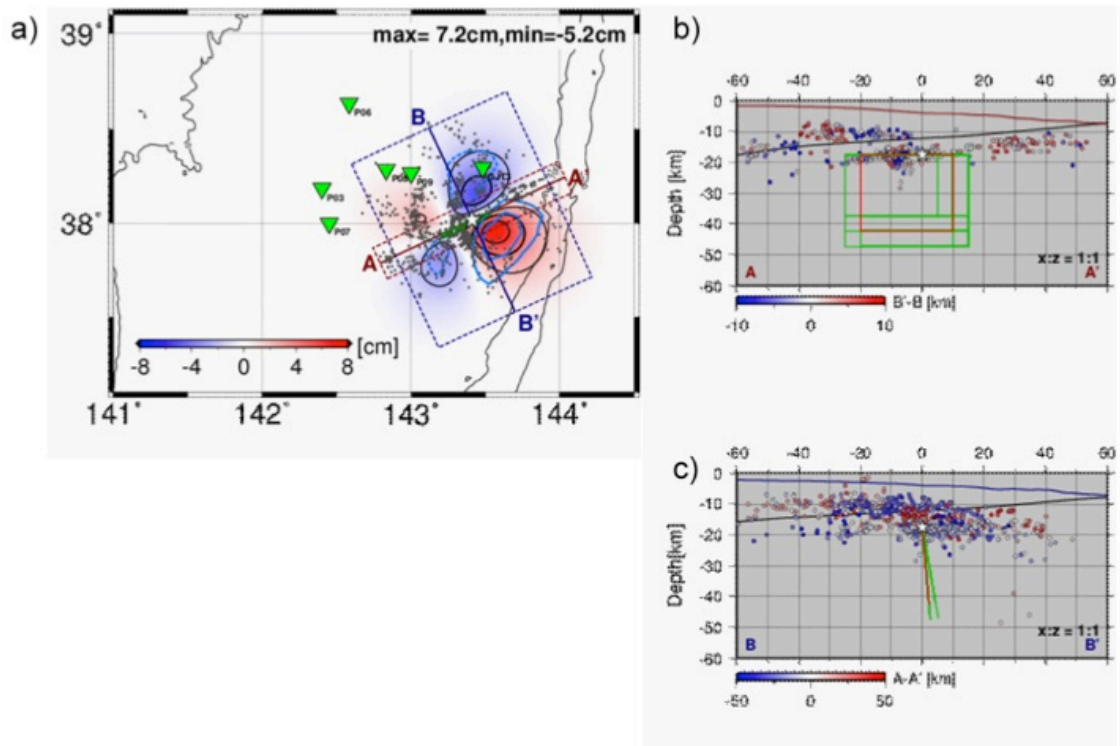 a)
39°
max= 7.2cm,min=-5.2cm
P06
B
P09
P03
38°
A'
P07
A
B'
[cm]
-8 -4 0 4 8
141° 142° 143° 144°
b)
-60 -40 -20 0 20 40 60
0
-10
-20
-30
-40
-50
-60
Depth [km]
x:z = 1:1
A A'
B'-B [km]
-10 0 10
c)
-60 -40 -20 0 20 40 60
0
-10
-20
-30
-40
-50
-60
Depth[km]
x:z = 1:1
B B'
A-A' [km]
-50 0 50